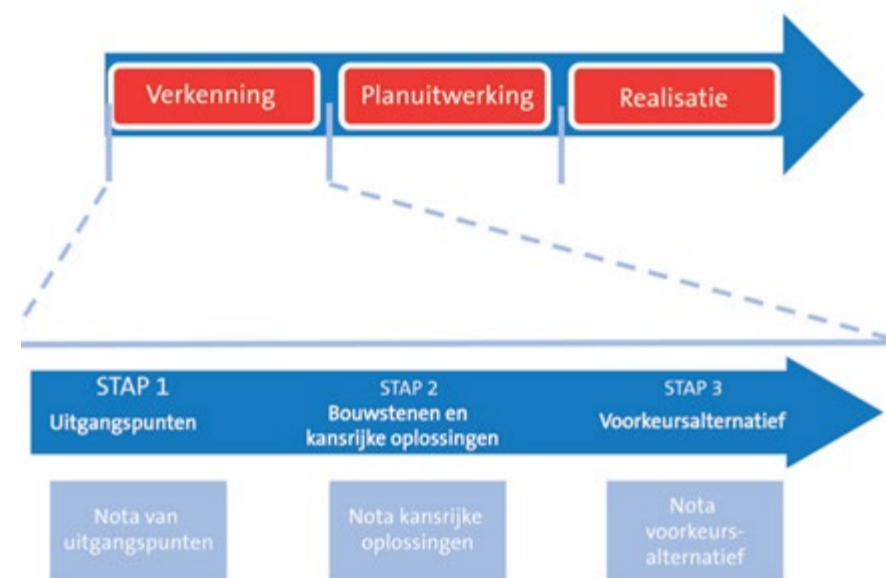 Verkenning
Planuitwerking
Realisatie
STAP 1
Uitgangspunten
STAP 2
Bouwstenen en
kansrijke oplossingen
STAP 3
Voorkeursalternatief
Nota van
uitgangspunten
Nota kansrijke
oplossingen
Nota
voorkeurs-
alternatief